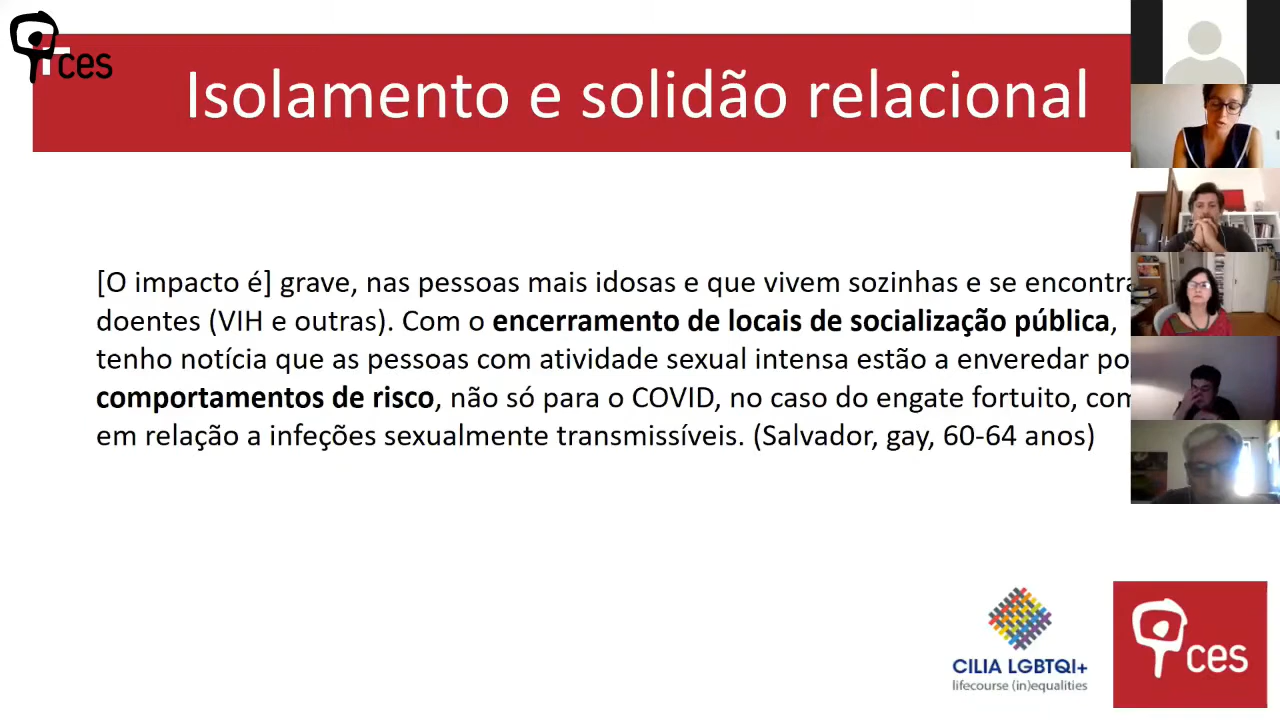 ces
Isolamento e solidão relacional
[O impacto é] grave, nas pessoas mais idosas e que vivem sozinhas e se
doentes (VIH e outras). Com o encerramento de locais de socialização pública,
tenho notícia que as pessoas com atividade sexual intensa estão a enveredar
comportamentos de risco, não só para o COVID, no caso do engate fortuito,
em relação a infeções sexualmente transmissíveis. (Salvador, gay, 60-64 anos)
CILIA LGBTQI+
lifecourse (in)equalities
ces